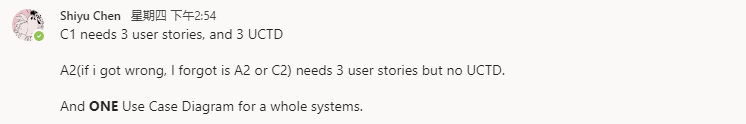 Shiyu Chen 星期四 下午2:54
C1 needs 3 user stories, and 3 UCTD
A2(if i got wrong, I forgot is A2 or C2) needs 3 user stories but no UCTD.
And ONE Use Case Diagram for a whole systems.